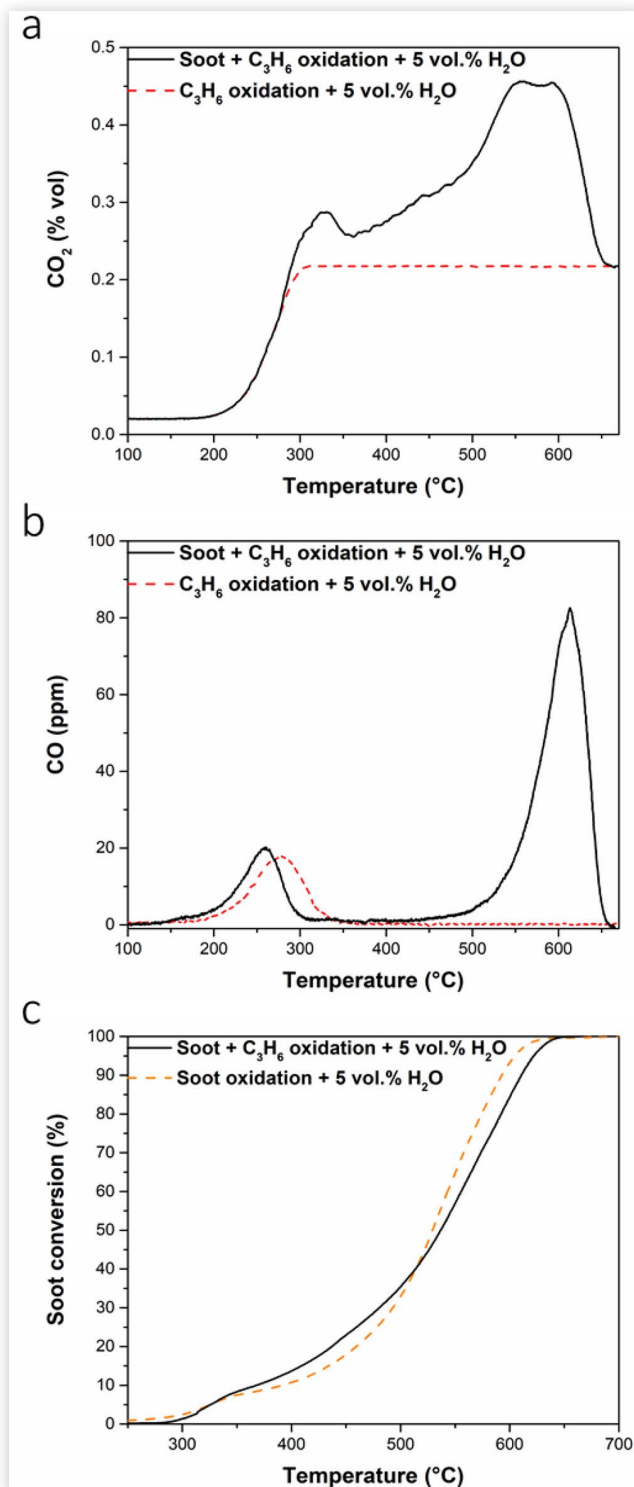 a
0.5
Soot + C₃H₆ oxidation + 5 vol.% H₂O
C₃H₆ oxidation + 5 vol.% H₂O
0.4
0.3
CO₂ (% vol)
0.2
0.1
0.0
100 200 300 400 500 600
Temperature (°C)
b
100
Soot + C₃H₆ oxidation + 5 vol.% H₂O
C₃H₆ oxidation + 5 vol.% H₂O
80
60
CO (ppm)
40
20
0
100 200 300 400 500 600
Temperature (°C)
c
100
Soot + C₃H₆ oxidation + 5 vol.% H₂O
90
Soot oxidation + 5 vol.% H₂O
80
70
60
Soot conversion (%)
50
40
30
20
10
0
300 400 500 600 700
Temperature (°C)